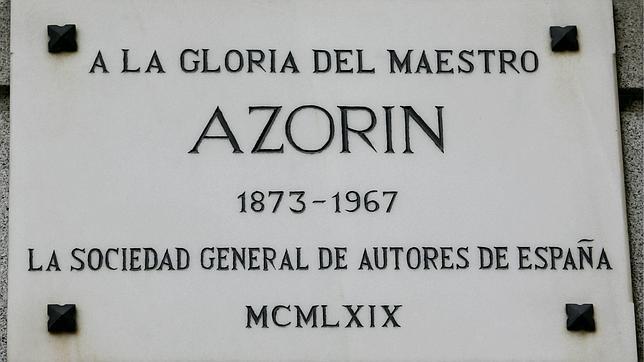 A LA GLORIA DEL MAESTRO
AZORIN
1873-1967
LA SOCIEDAD GENERAL DE AUTORES DE ESPAÑA
MCMLXIX